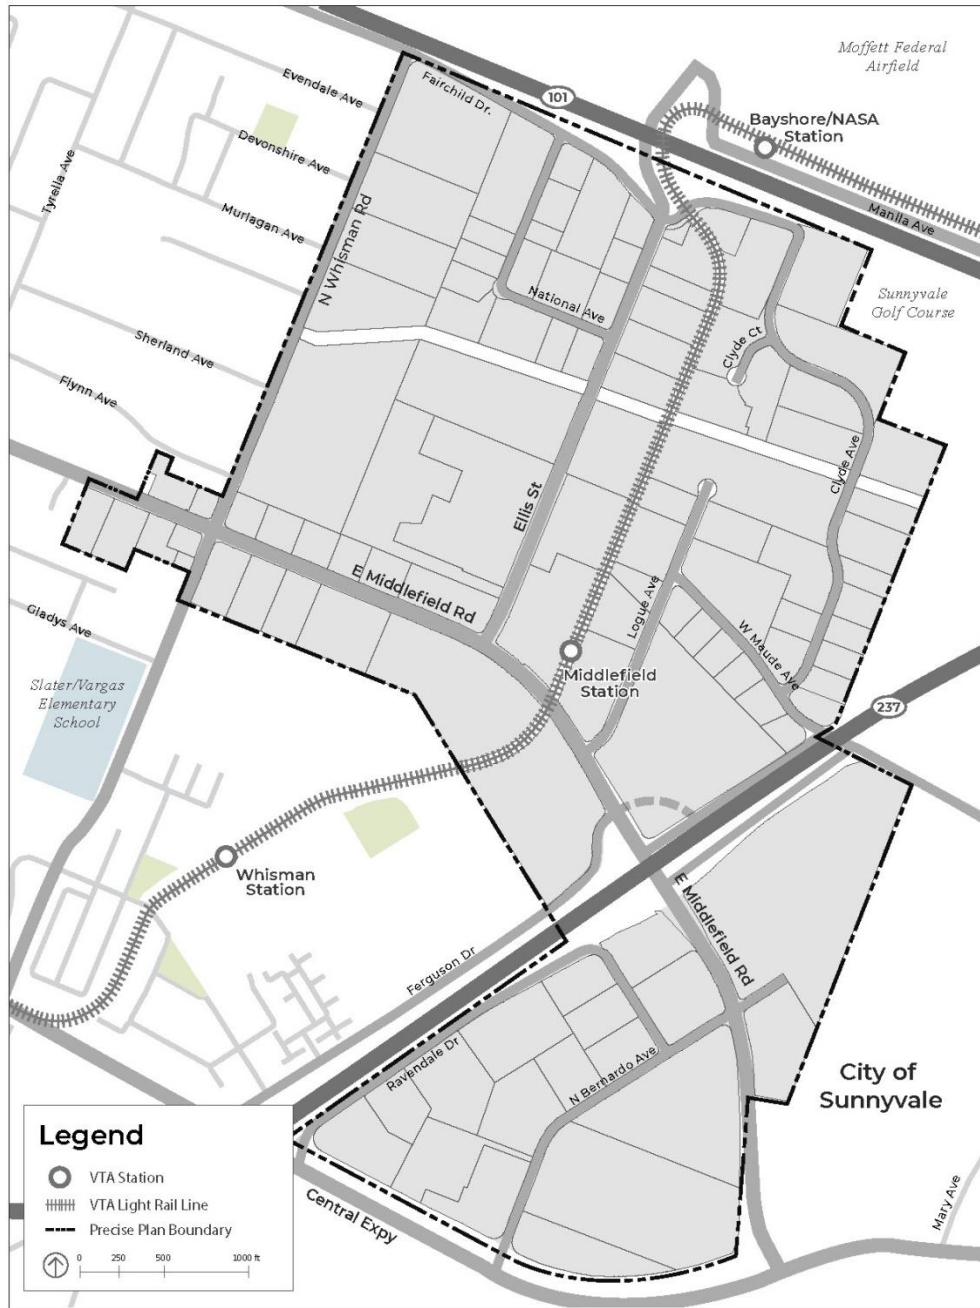 Moffett Federal
Airfield
Evendale Ave
Fairchild Dr.
101
Bayshore/NASA
Station
Devonshire Ave
Tyrella Ave
Murlagan Ave
Manila Ave
N Whisman Rd
National Ave
Sunnyvale
Golf Course
Sherland Ave
Clyde Ct
Flynn Ave
Clyde Ave
Ellis St
E Middlefield Rd
Logue Ave
Gladys Ave
W Maude Ave
Slater/Vargas
Elementary
School
Middlefield
Station
237
Whisman
Station
E Middlefield Rd
Ferguson Dr
Ravendale Dr
N Bernardo Ave
City of
Sunnyvale
Central Expy
Mary Ave
Legend
VTA Station
VTA Light Rail Line
Precise Plan Boundary
0 250 500 1000 ft